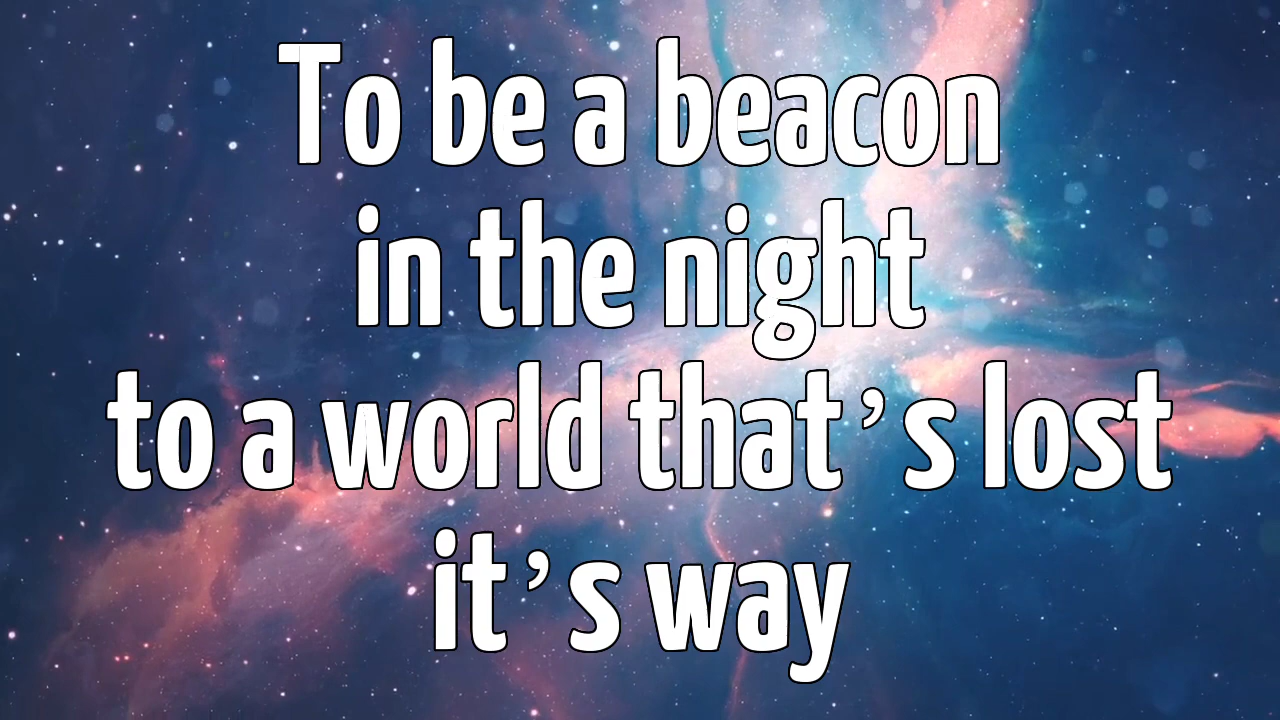 To be a beacon
in the night
to a world that’s lost
it’s way